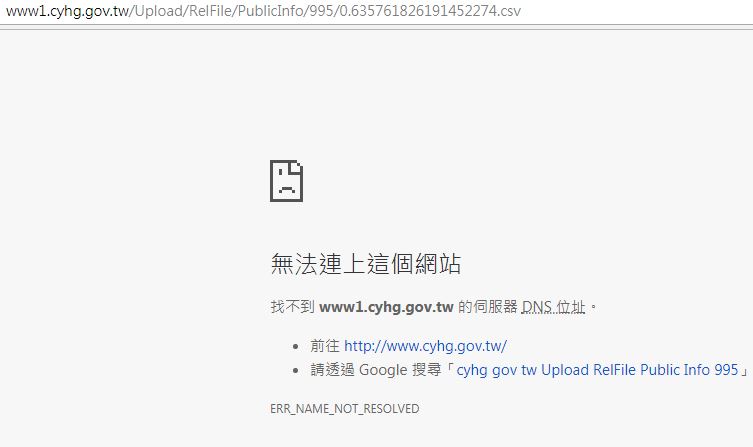 www1.cyhg.gov.tw/Upload/RelFile/PublicInfo/995/0.635761826191452274.csv
無法連上這個網站
找不到 www1.cyhg.gov.tw 的伺服器 DNS 位址。
• 前往 http://www.cyhg.gov.tw/
• 請透過 Google 搜尋「cyhg gov tw Upload RelFile Public Info 995」
ERR_NAME_NOT_RESOLVED